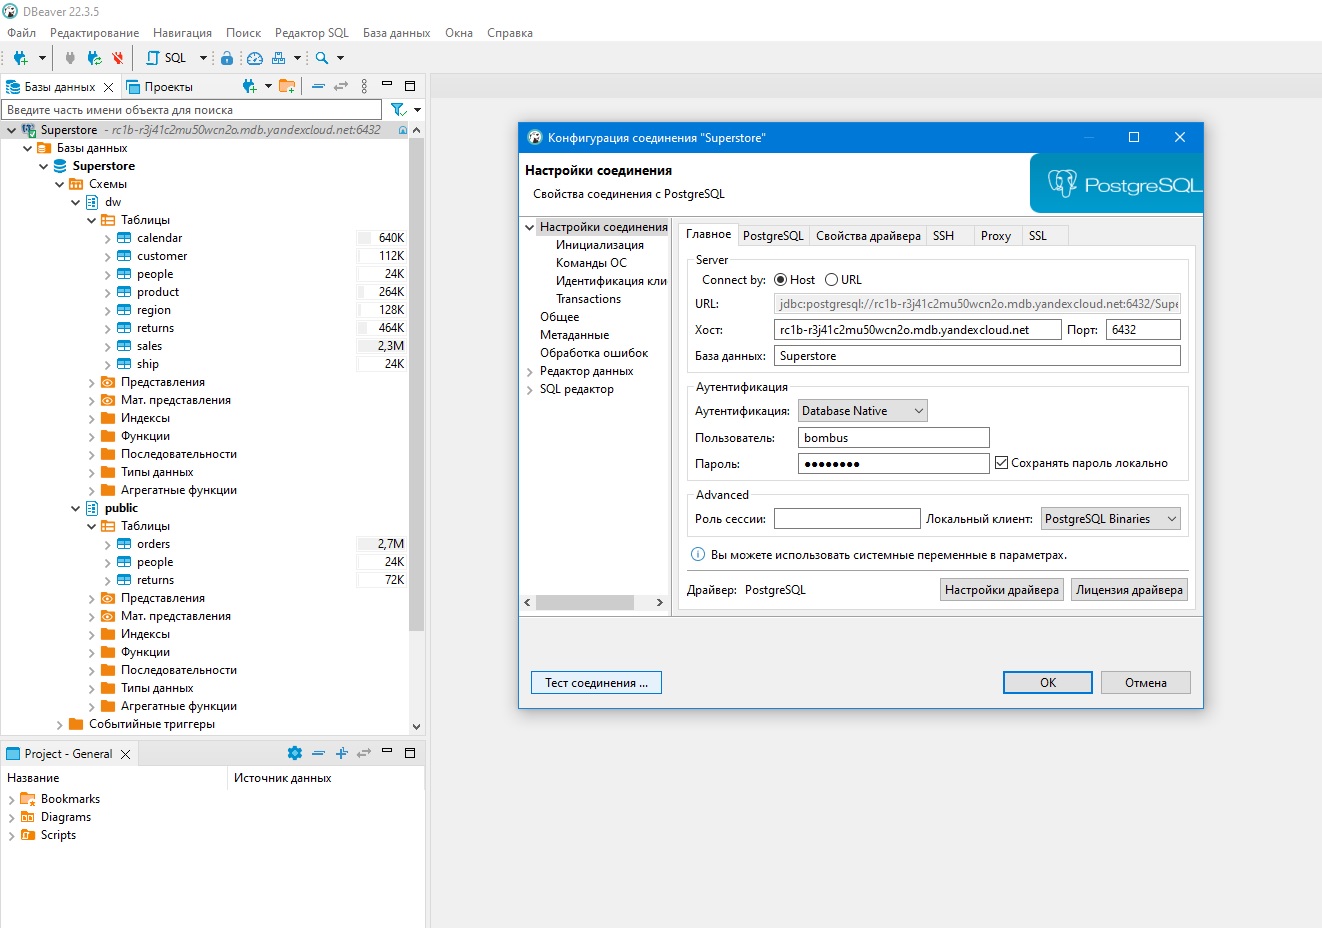 DBeaver 22.3.5
Файл Редактирование Навигация Поиск Редактор SQL База данных Окна Справка
SQL
Базы данных Проекты
Введите часть имени объекта для поиска
Superstore - rc1b-r3j41c2mu50wcn2o.mdb.yandexcloud.net:6432
Базы данных
Superstore
Схемы
dw
Таблицы
calendar 640K
customer 112K
people 24K
product 264K
region 128K
returns 464K
sales 2,3M
ship 24K
Представления
Мат. представления
Индексы
Функции
Последовательности
Типы данных
Агрегатные функции
public
Таблицы
orders 2,7M
people 24K
returns 72K
Представления
Мат. представления
Индексы
Функции
Последовательности
Типы данных
Агрегатные функции
Событийные триггеры
Project - General
Название Источник данных
Bookmarks
Diagrams
Scripts
Конфигурация соединения "Superstore"
Настройки соединения
Свойства соединения с PostgreSQL
PostgreSQL
Настройки соединения
Инициализация
Команды ОС
Идентификация кли
Transactions
Общее
Метаданные
Обработка ошибок
Редактор данных
SQL редактор
Главное PostgreSQL Свойства драйвера SSH Proxy SSL
Server
Connect by: Host URL
URL: jdbc:postgresql://rc1b-r3j41c2mu50wcn2o.mdb.yandexcloud.net:6432/Supe
Хост: rc1b-r3j41c2mu50wcn2o.mdb.yandexcloud.net Порт: 6432
База данных: Superstore
Аутентификация
Аутентификация: Database Native
Пользователь: bombus
Пароль: ●●●●●●●● Сохранять пароль локально
Advanced
Роль сессии: Локальный клиент: PostgreSQL Binaries
Вы можете использовать системные переменные в параметрах.
Драйвер: PostgreSQL Настройки драйвера Лицензия драйвера
Тест соединения ... ОК Отмена